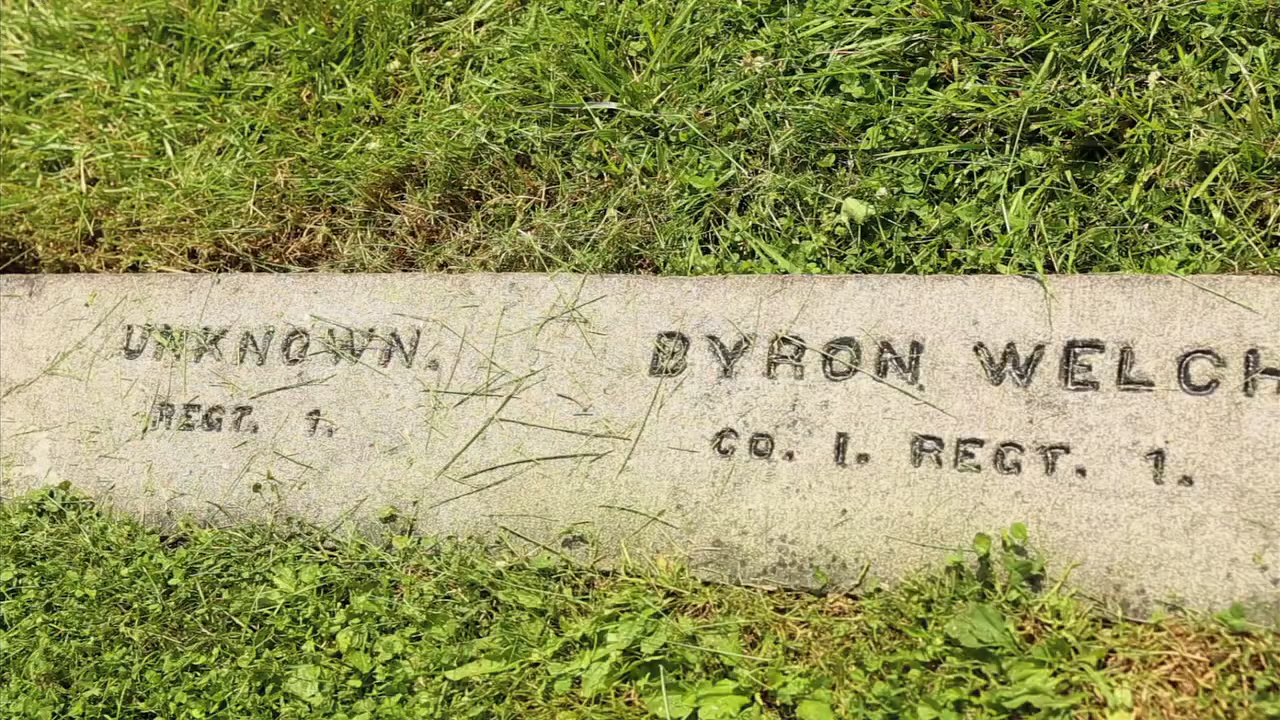 UNKNOWN.
REGT. 1.
BYRON WELCH
CO. I. REGT. 1.